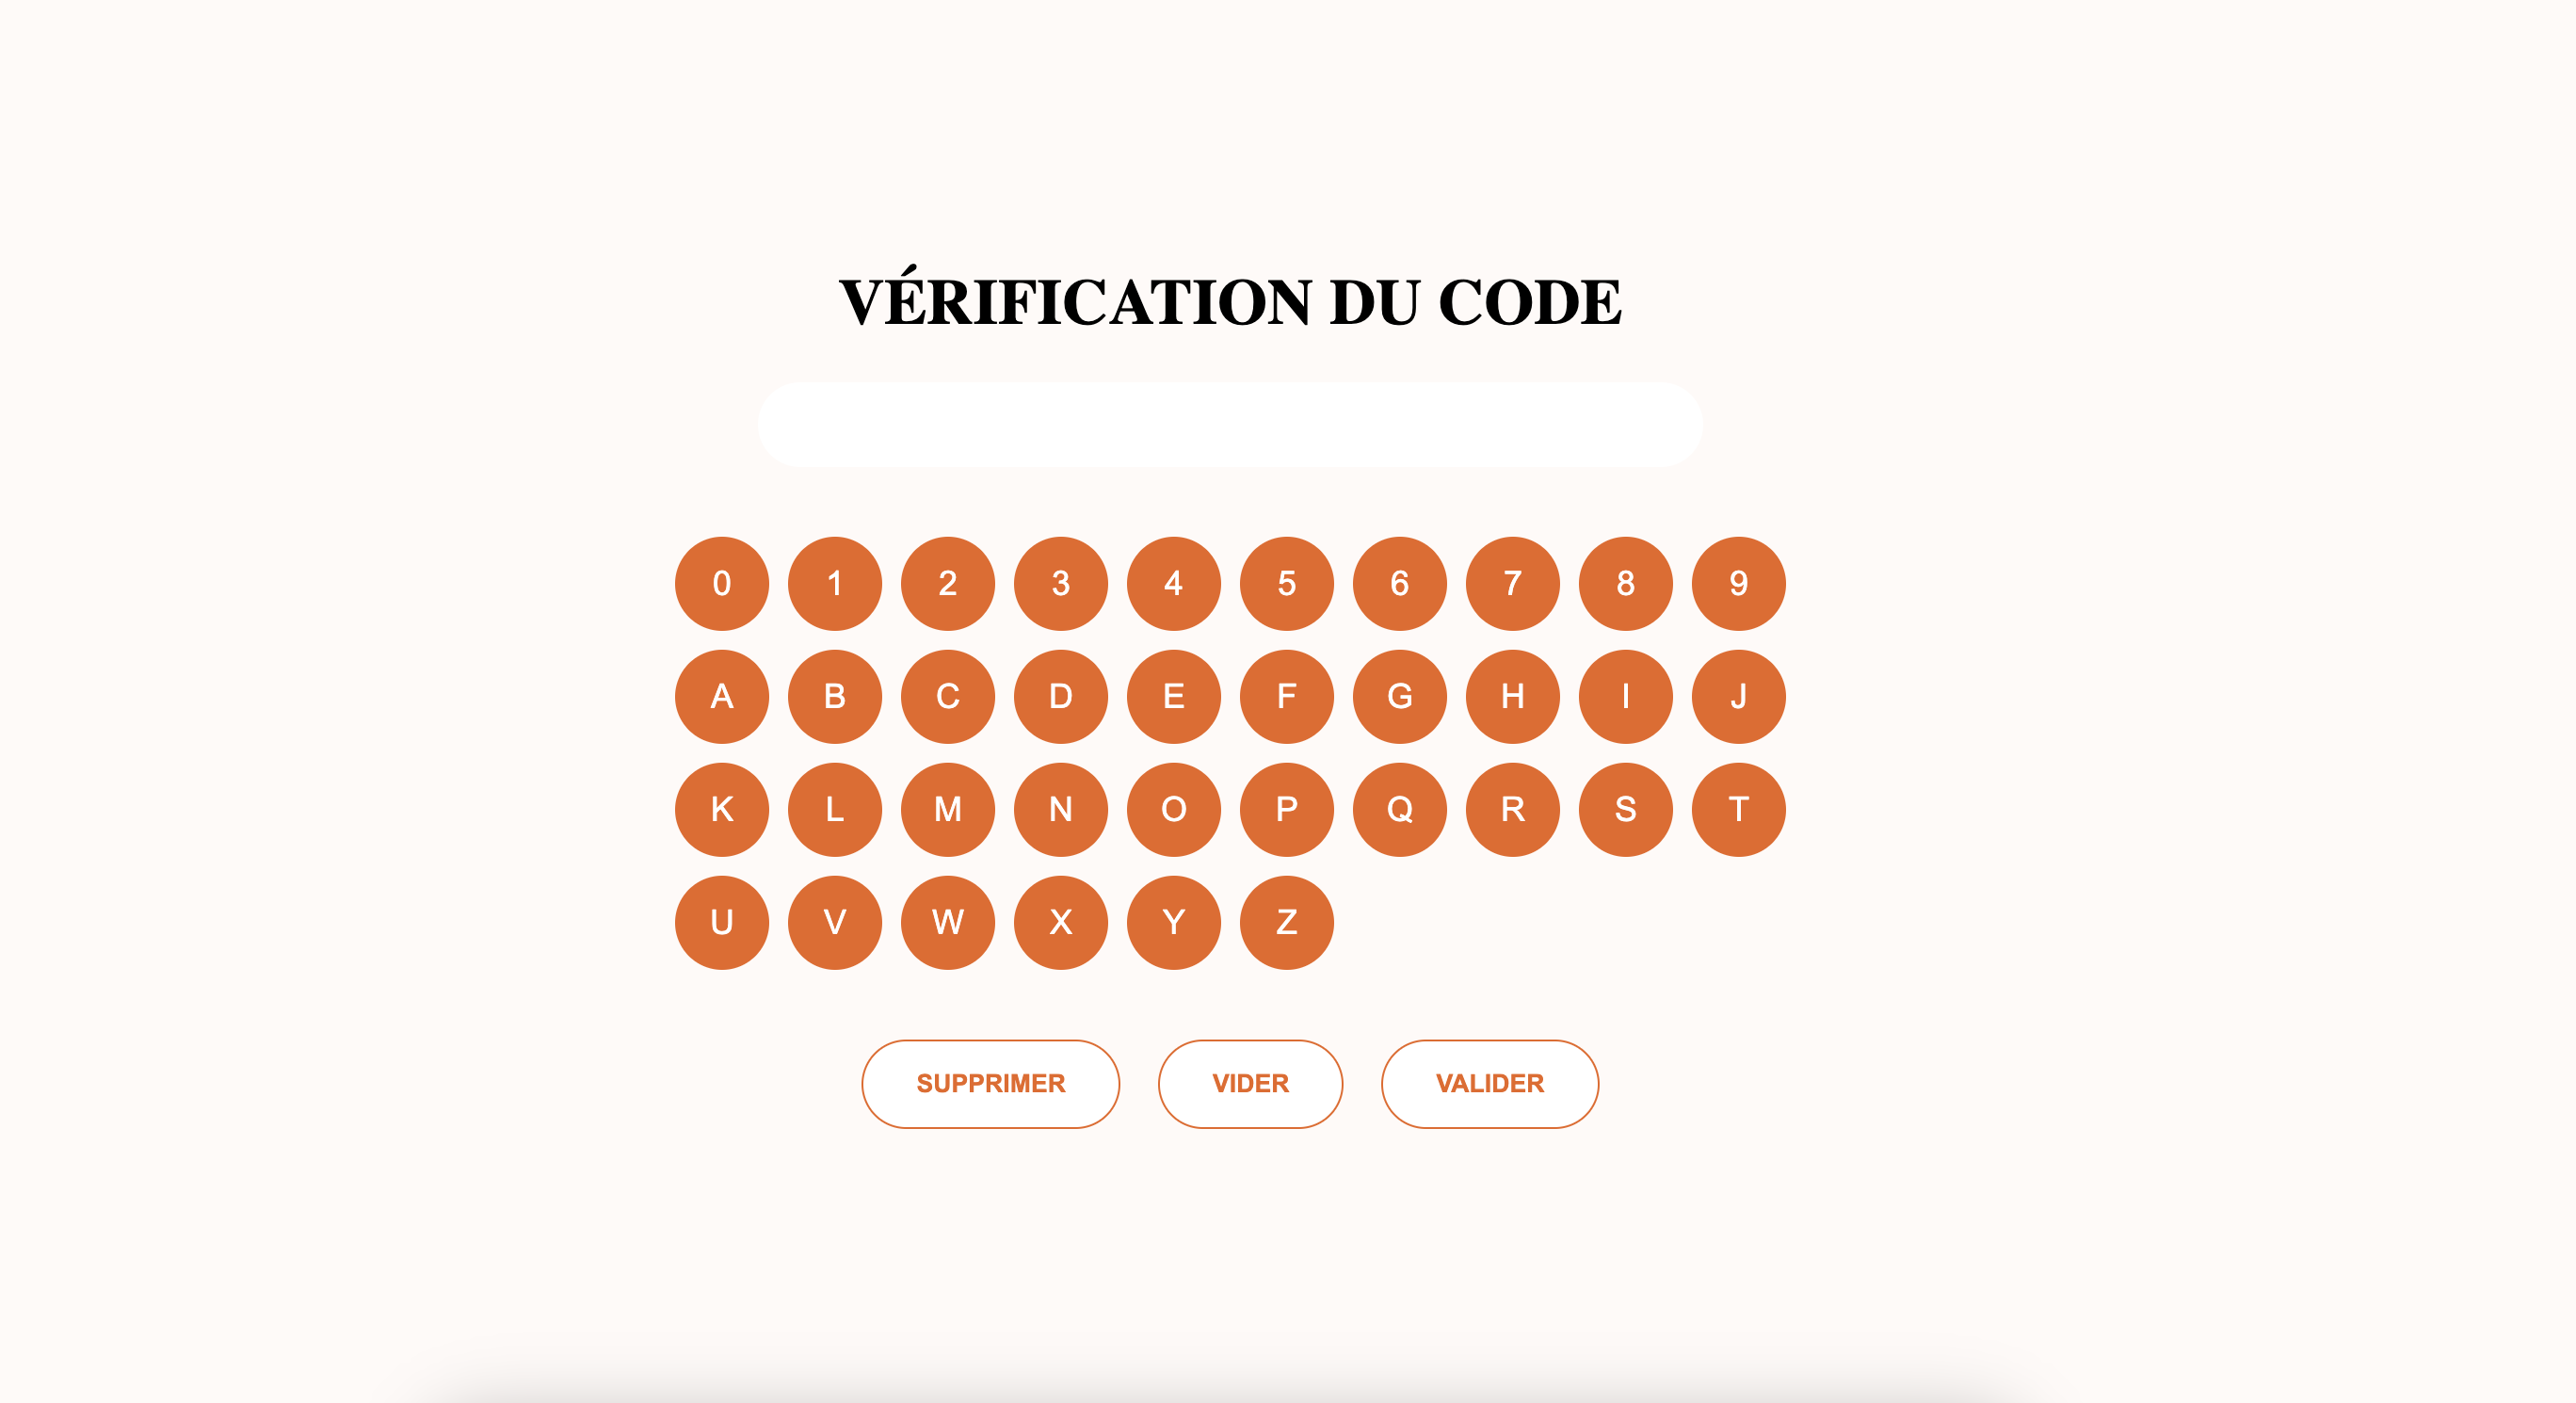 VÉRIFICATION DU CODE
0 1 2 3 4 5 6 7 8 9
A B C D E F G H I J
K L M N O P Q R S T
U V W X Y Z
SUPPRIMER VIDER VALIDER